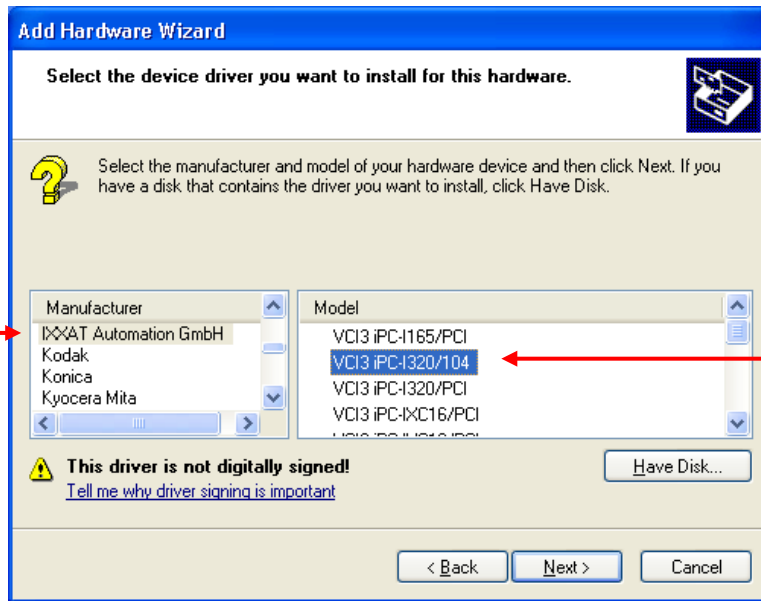 Add Hardware Wizard
Select the device driver you want to install for this hardware.
Select the manufacturer and model of your hardware device and then click Next. If you
have a disk that contains the driver you want to install, click Have Disk.
Manufacturer
IXXAT Automation GmbH
Kodak
Konica
Kyocera Mita
Model
VCI3 iPC-I165/PCI
VCI3 iPC-I320/104
VCI3 iPC-I320/PCI
VCI3 iPC-IXC16/PCI
This driver is not digitally signed!
Tell me why driver signing is important
Have Disk...
< Back
Next >
Cancel